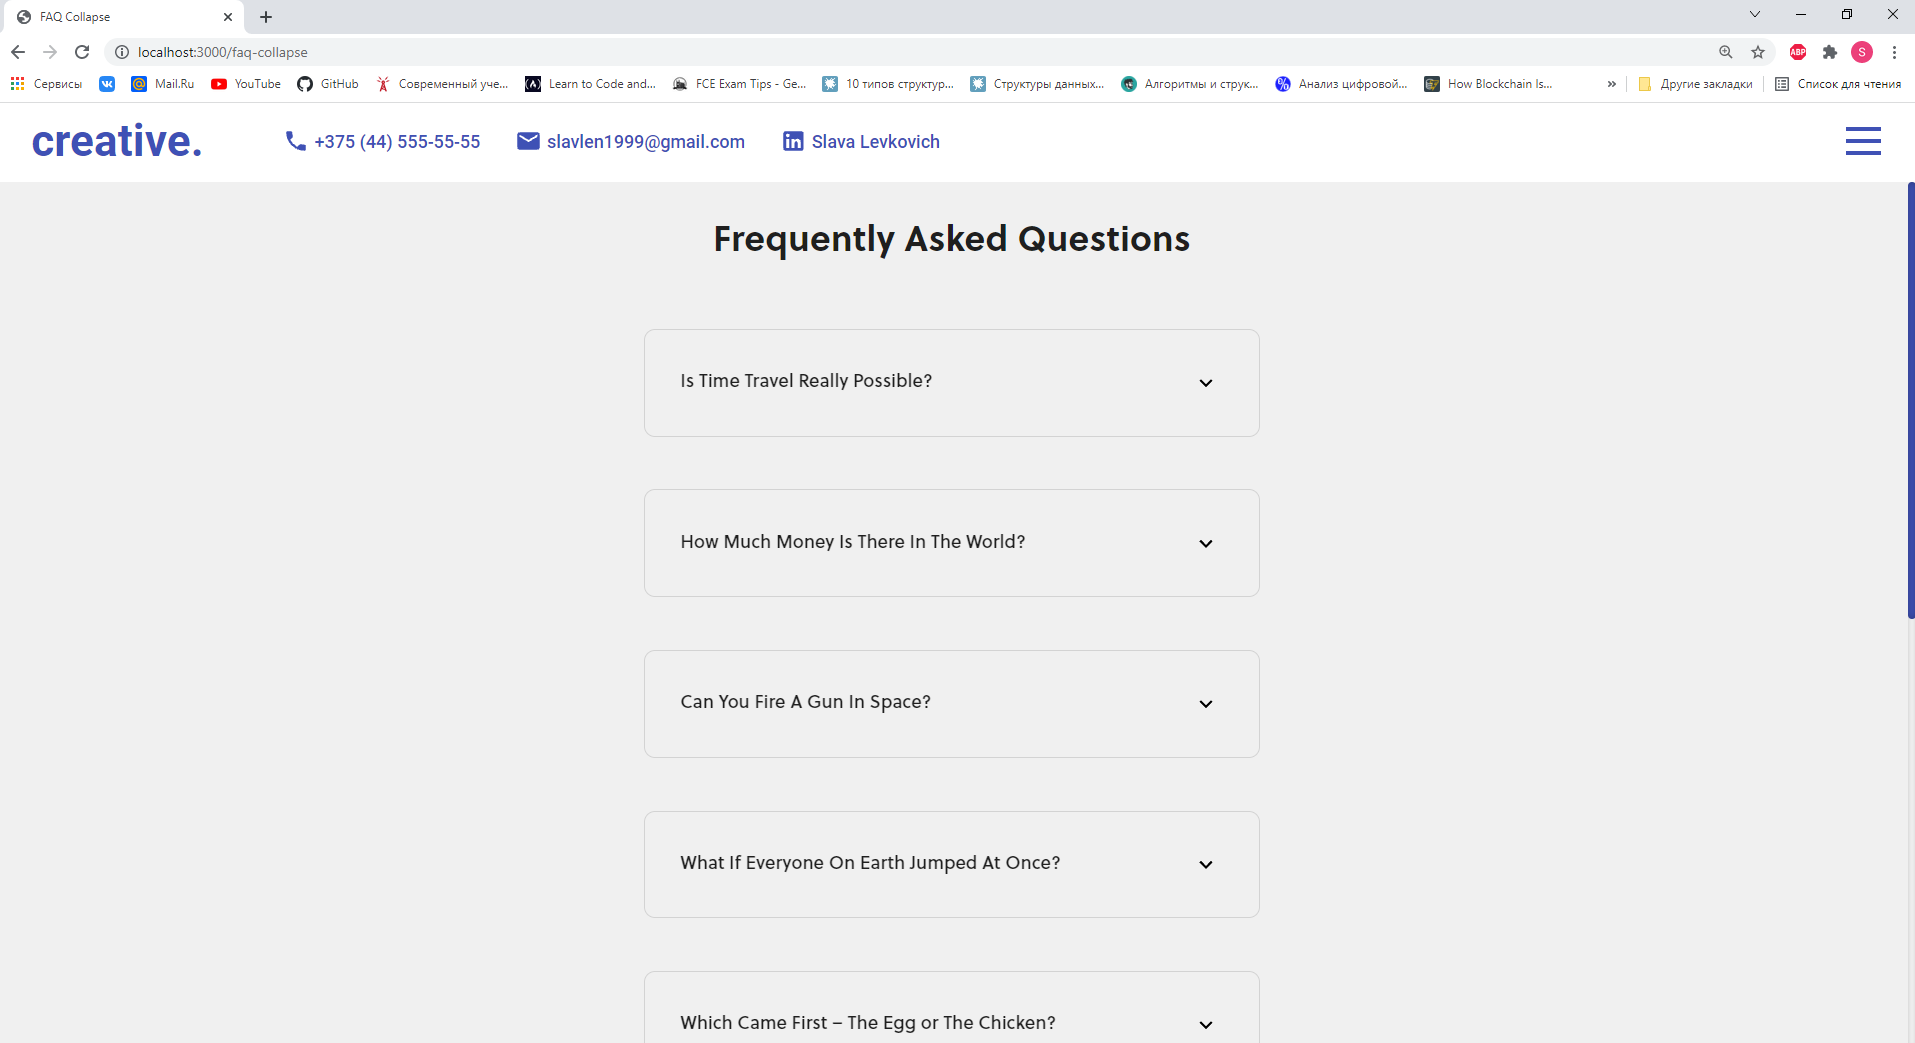 FAQ Collapse
localhost:3000/faq-collapse
ABP
S
Сервисы Mail.Ru YouTube GitHub Современный уче... Learn to Code and... FCE Exam Tips - Ge... 10 типов структур... Структуры данных... Алгоритмы и струк... Анализ цифровой... How Blockchain Is... » Другие закладки Список для чтения
creative. +375 (44) 555-55-55 slavlen1999@gmail.com in Slava Levkovich
Frequently Asked Questions
Is Time Travel Really Possible?
How Much Money Is There In The World?
Can You Fire A Gun In Space?
What If Everyone On Earth Jumped At Once?
Which Came First – The Egg or The Chicken?